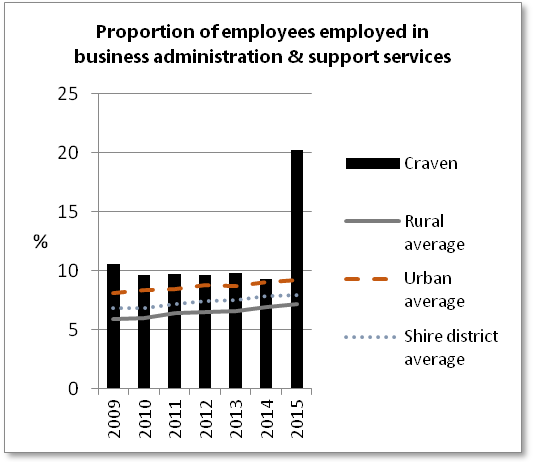 Proportion of employees employed in
business administration & support services
25
20
15
10
5
0
%
2009
2010
2011
2012
2013
2014
2015
Craven
Rural
average
Urban
average
Shire district
average